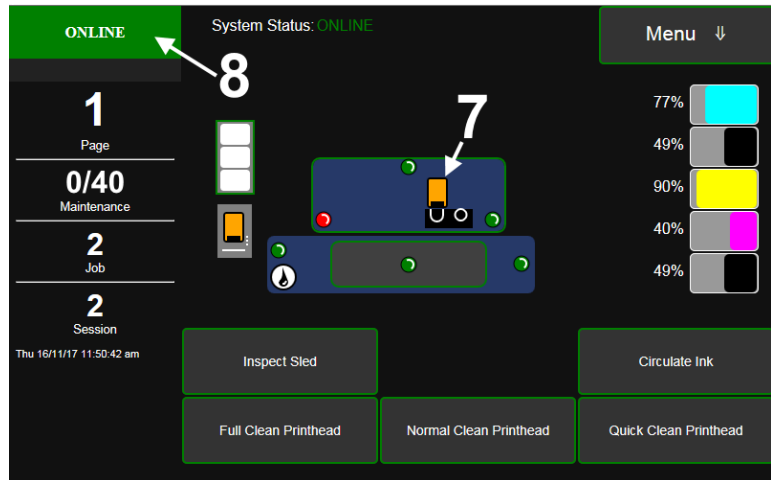 ONLINE
System Status: ONLINE
Menu ⇓
8
1
Page
7
77%
49%
0/40
Maintenance
90%
2
Job
40%
49%
2
Session
Thu 16/11/17 11:50:42 am
Inspect Sled
Circulate Ink
Full Clean Printhead
Normal Clean Printhead
Quick Clean Printhead